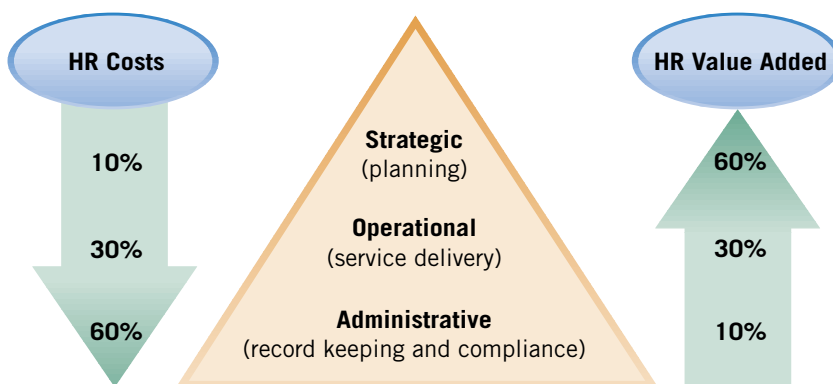 HR Costs
10%
30%
60%
Strategic
(planning)
Operational
(service delivery)
Administrative
(record keeping and compliance)
HR Value Added
60%
30%
10%